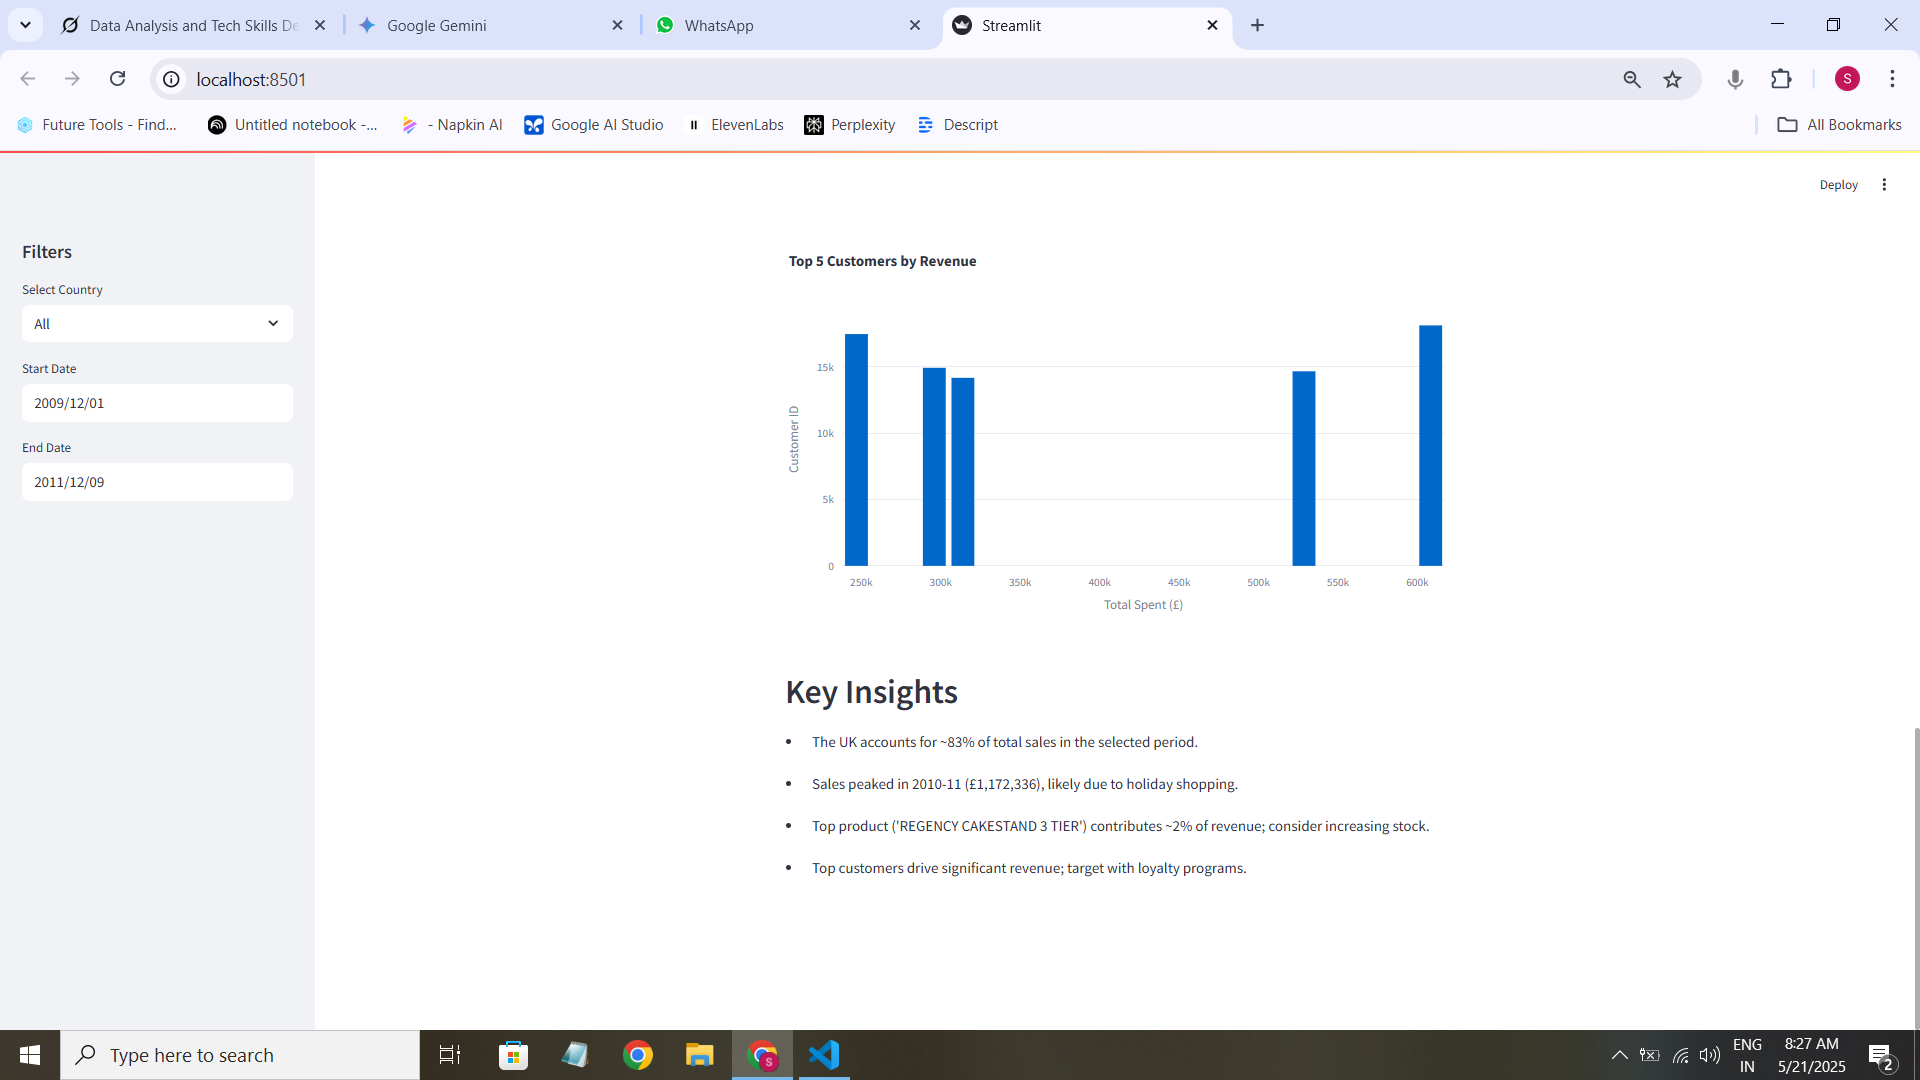 Data Analysis and Tech Skills De
Google Gemini
WhatsApp
Streamlit
localhost:8501
S
Future Tools - Find...
Untitled notebook -...
- Napkin AI
Google AI Studio
ElevenLabs
Perplexity
Descript
All Bookmarks
Deploy
Filters
Select Country
All
Start Date
2009/12/01
End Date
2011/12/09
Top 5 Customers by Revenue
Customer ID
15k
10k
5k
0
250k 300k 350k 400k 450k 500k 550k 600k
Total Spent (£)
Key Insights
• The UK accounts for ~83% of total sales in the selected period.
• Sales peaked in 2010-11 (£1,172,336), likely due to holiday shopping.
• Top product ('REGENCY CAKESTAND 3 TIER') contributes ~2% of revenue; consider increasing stock.
• Top customers drive significant revenue; target with loyalty programs.
Type here to search
S
ENG
IN
8:27 AM
5/21/2025
2